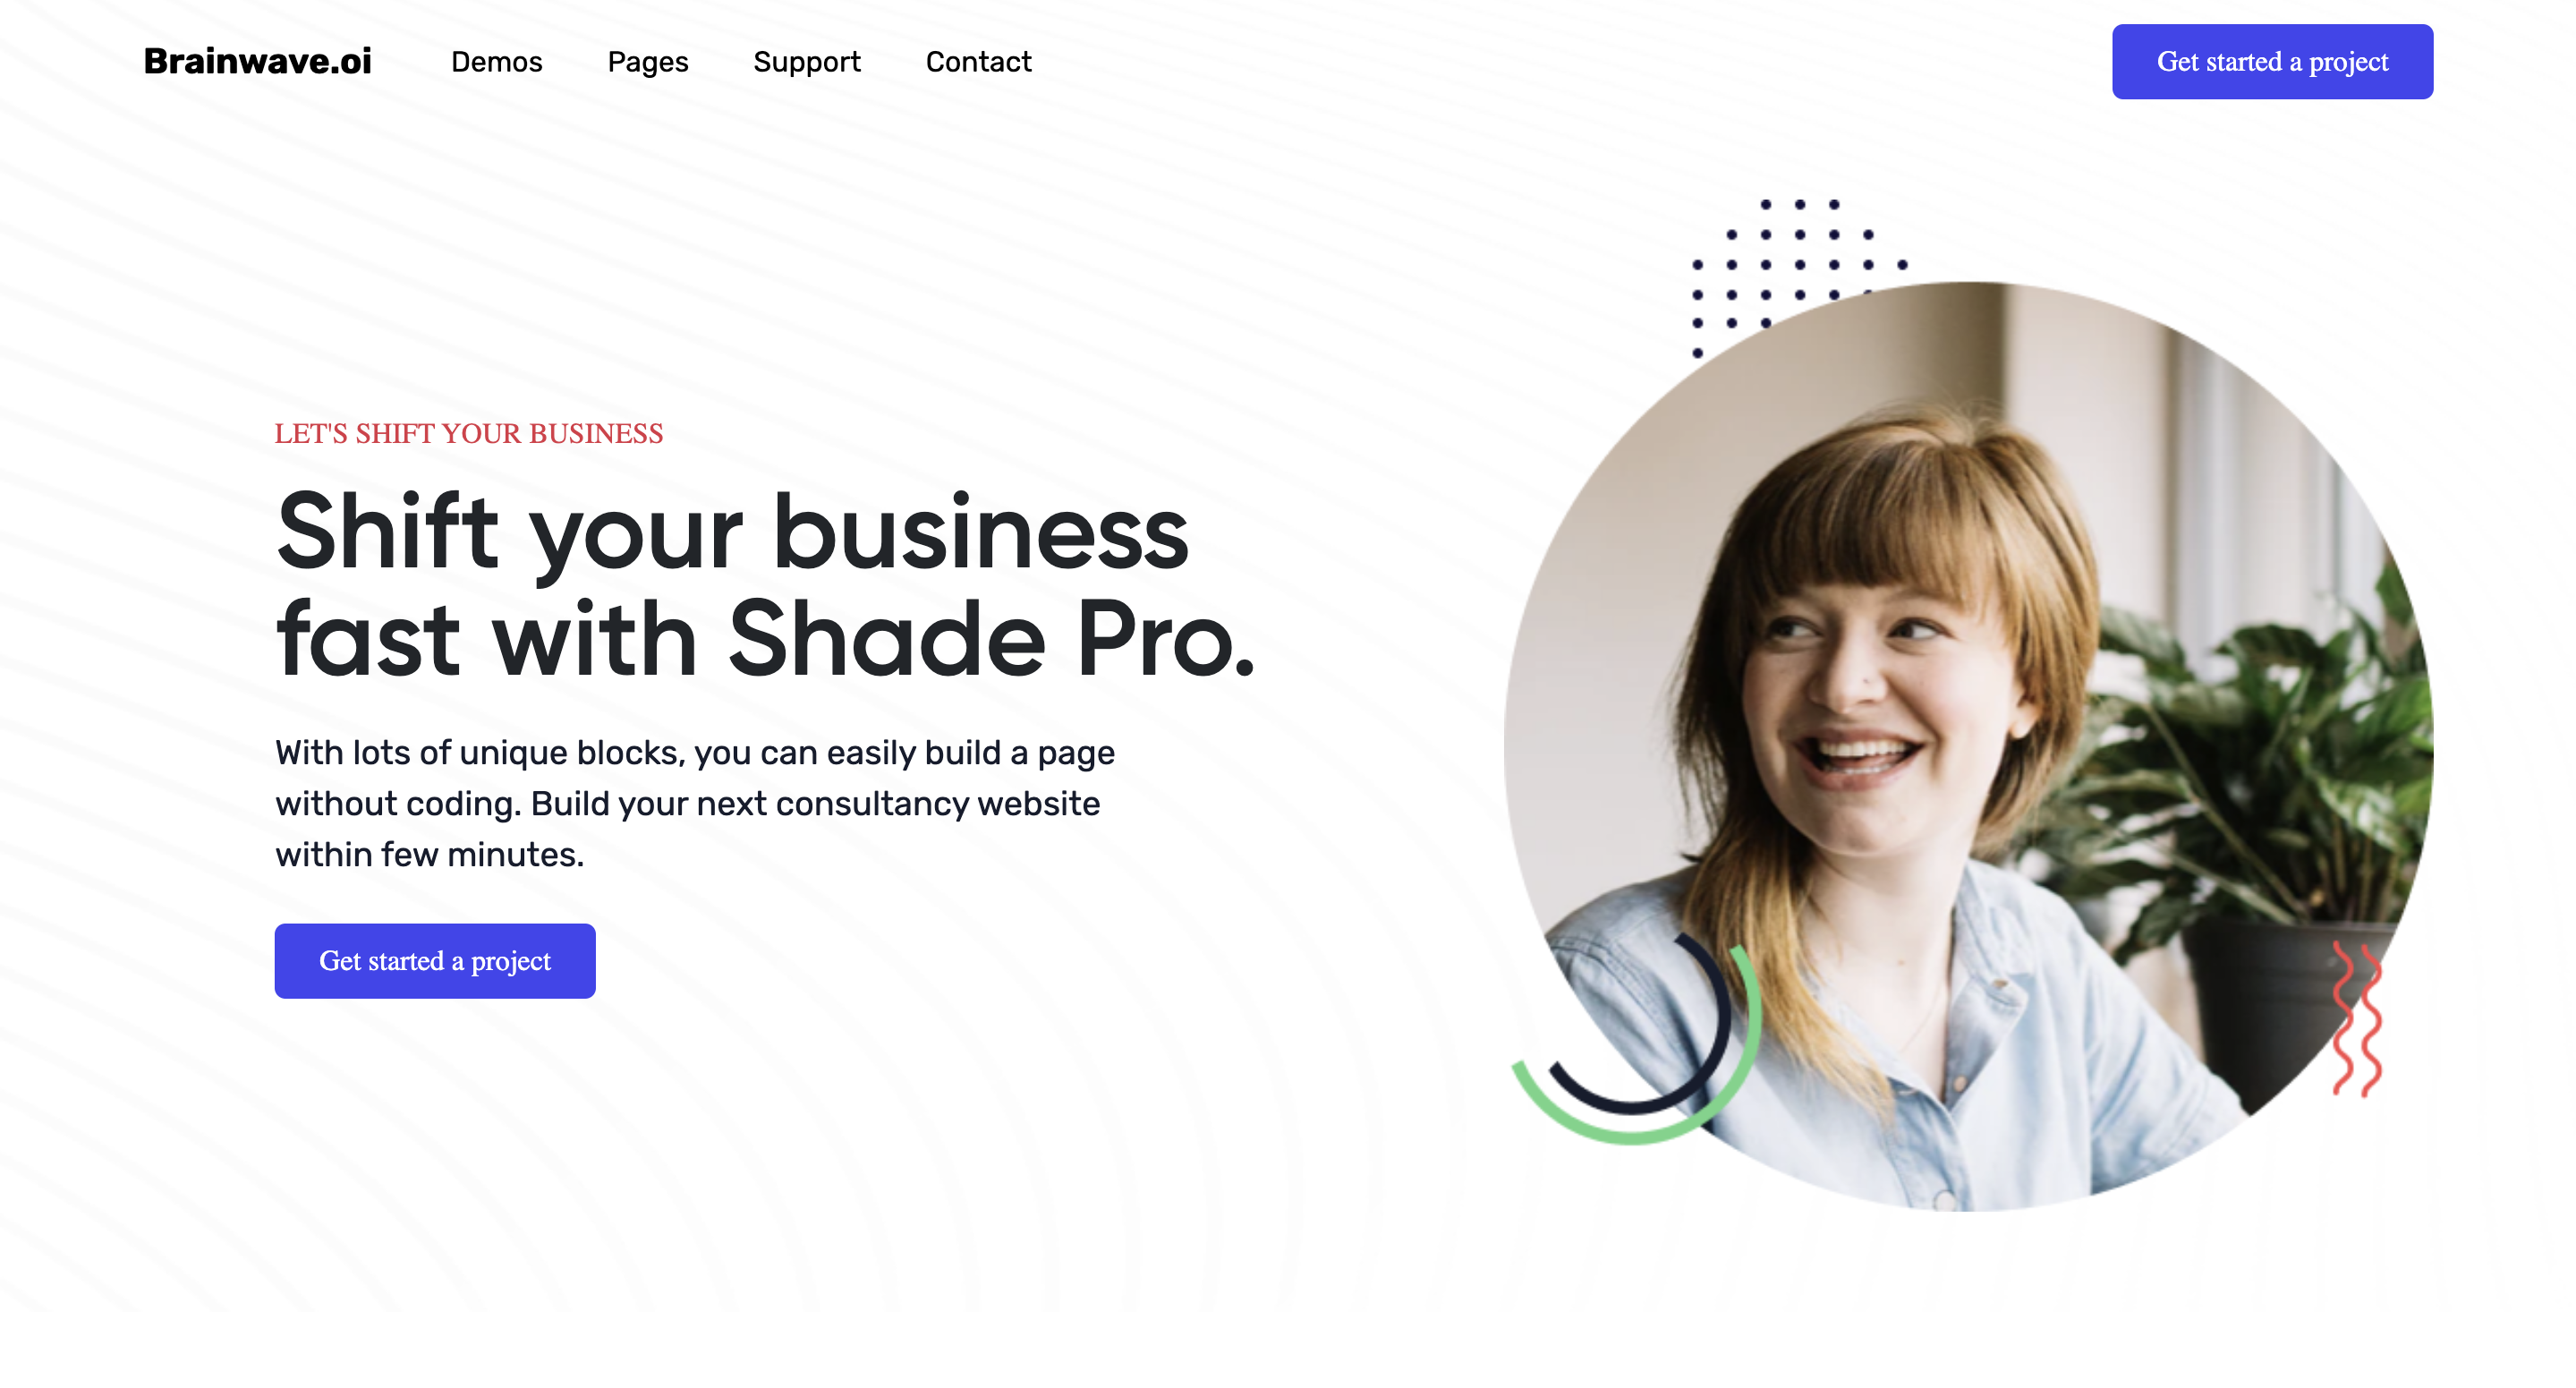 Brainwave.oi
Demos
Pages
Support
Contact
Get started a project
LET'S SHIFT YOUR BUSINESS
Shift your business
fast with Shade Pro.
With lots of unique blocks, you can easily build a page
without coding. Build your next consultancy website
within few minutes.
Get started a project